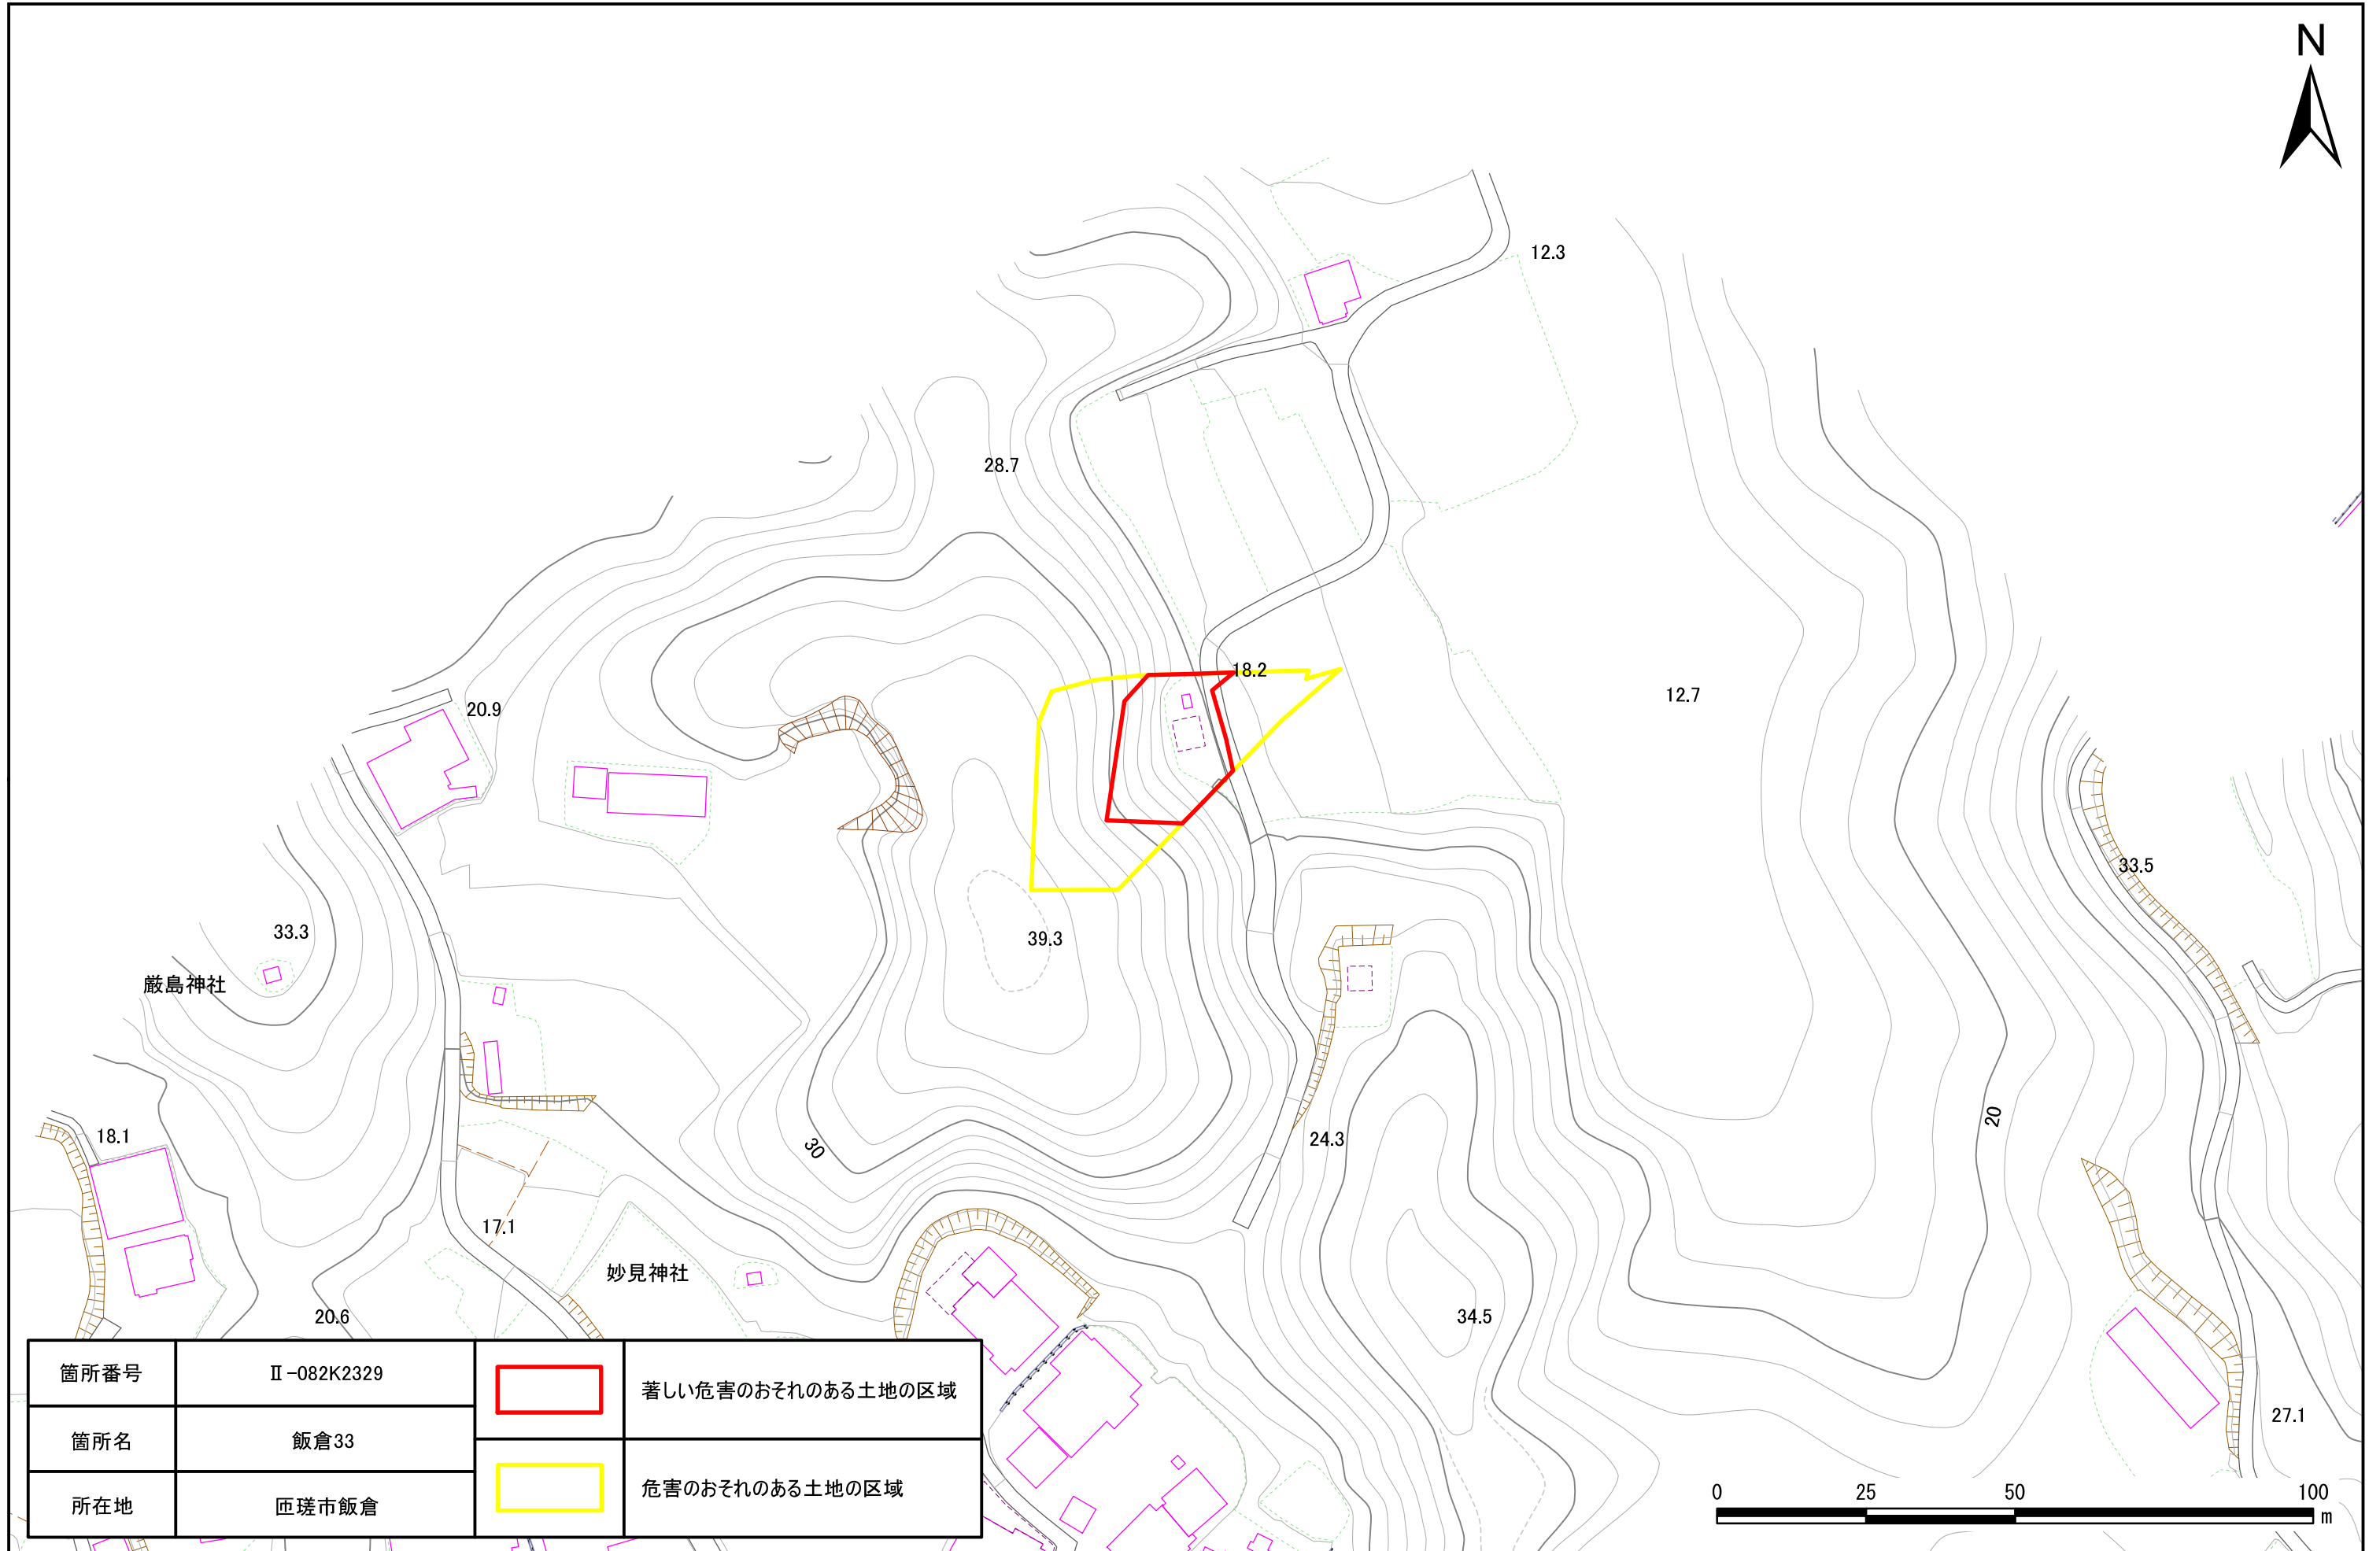 N
12.3
28.7
18.2
12.7
20.9
33.5
33.3
39.3
厳島神社
18.1
24.3
20
30
17.1
妙見神社
20.6
34.5
27.1
箇所番号 Ⅱ-082K2329
箇所名 飯倉33
所在地 匝瑳市飯倉
著しい危害のおそれのある土地の区域
危害のおそれのある土地の区域
0 25 50 100
m